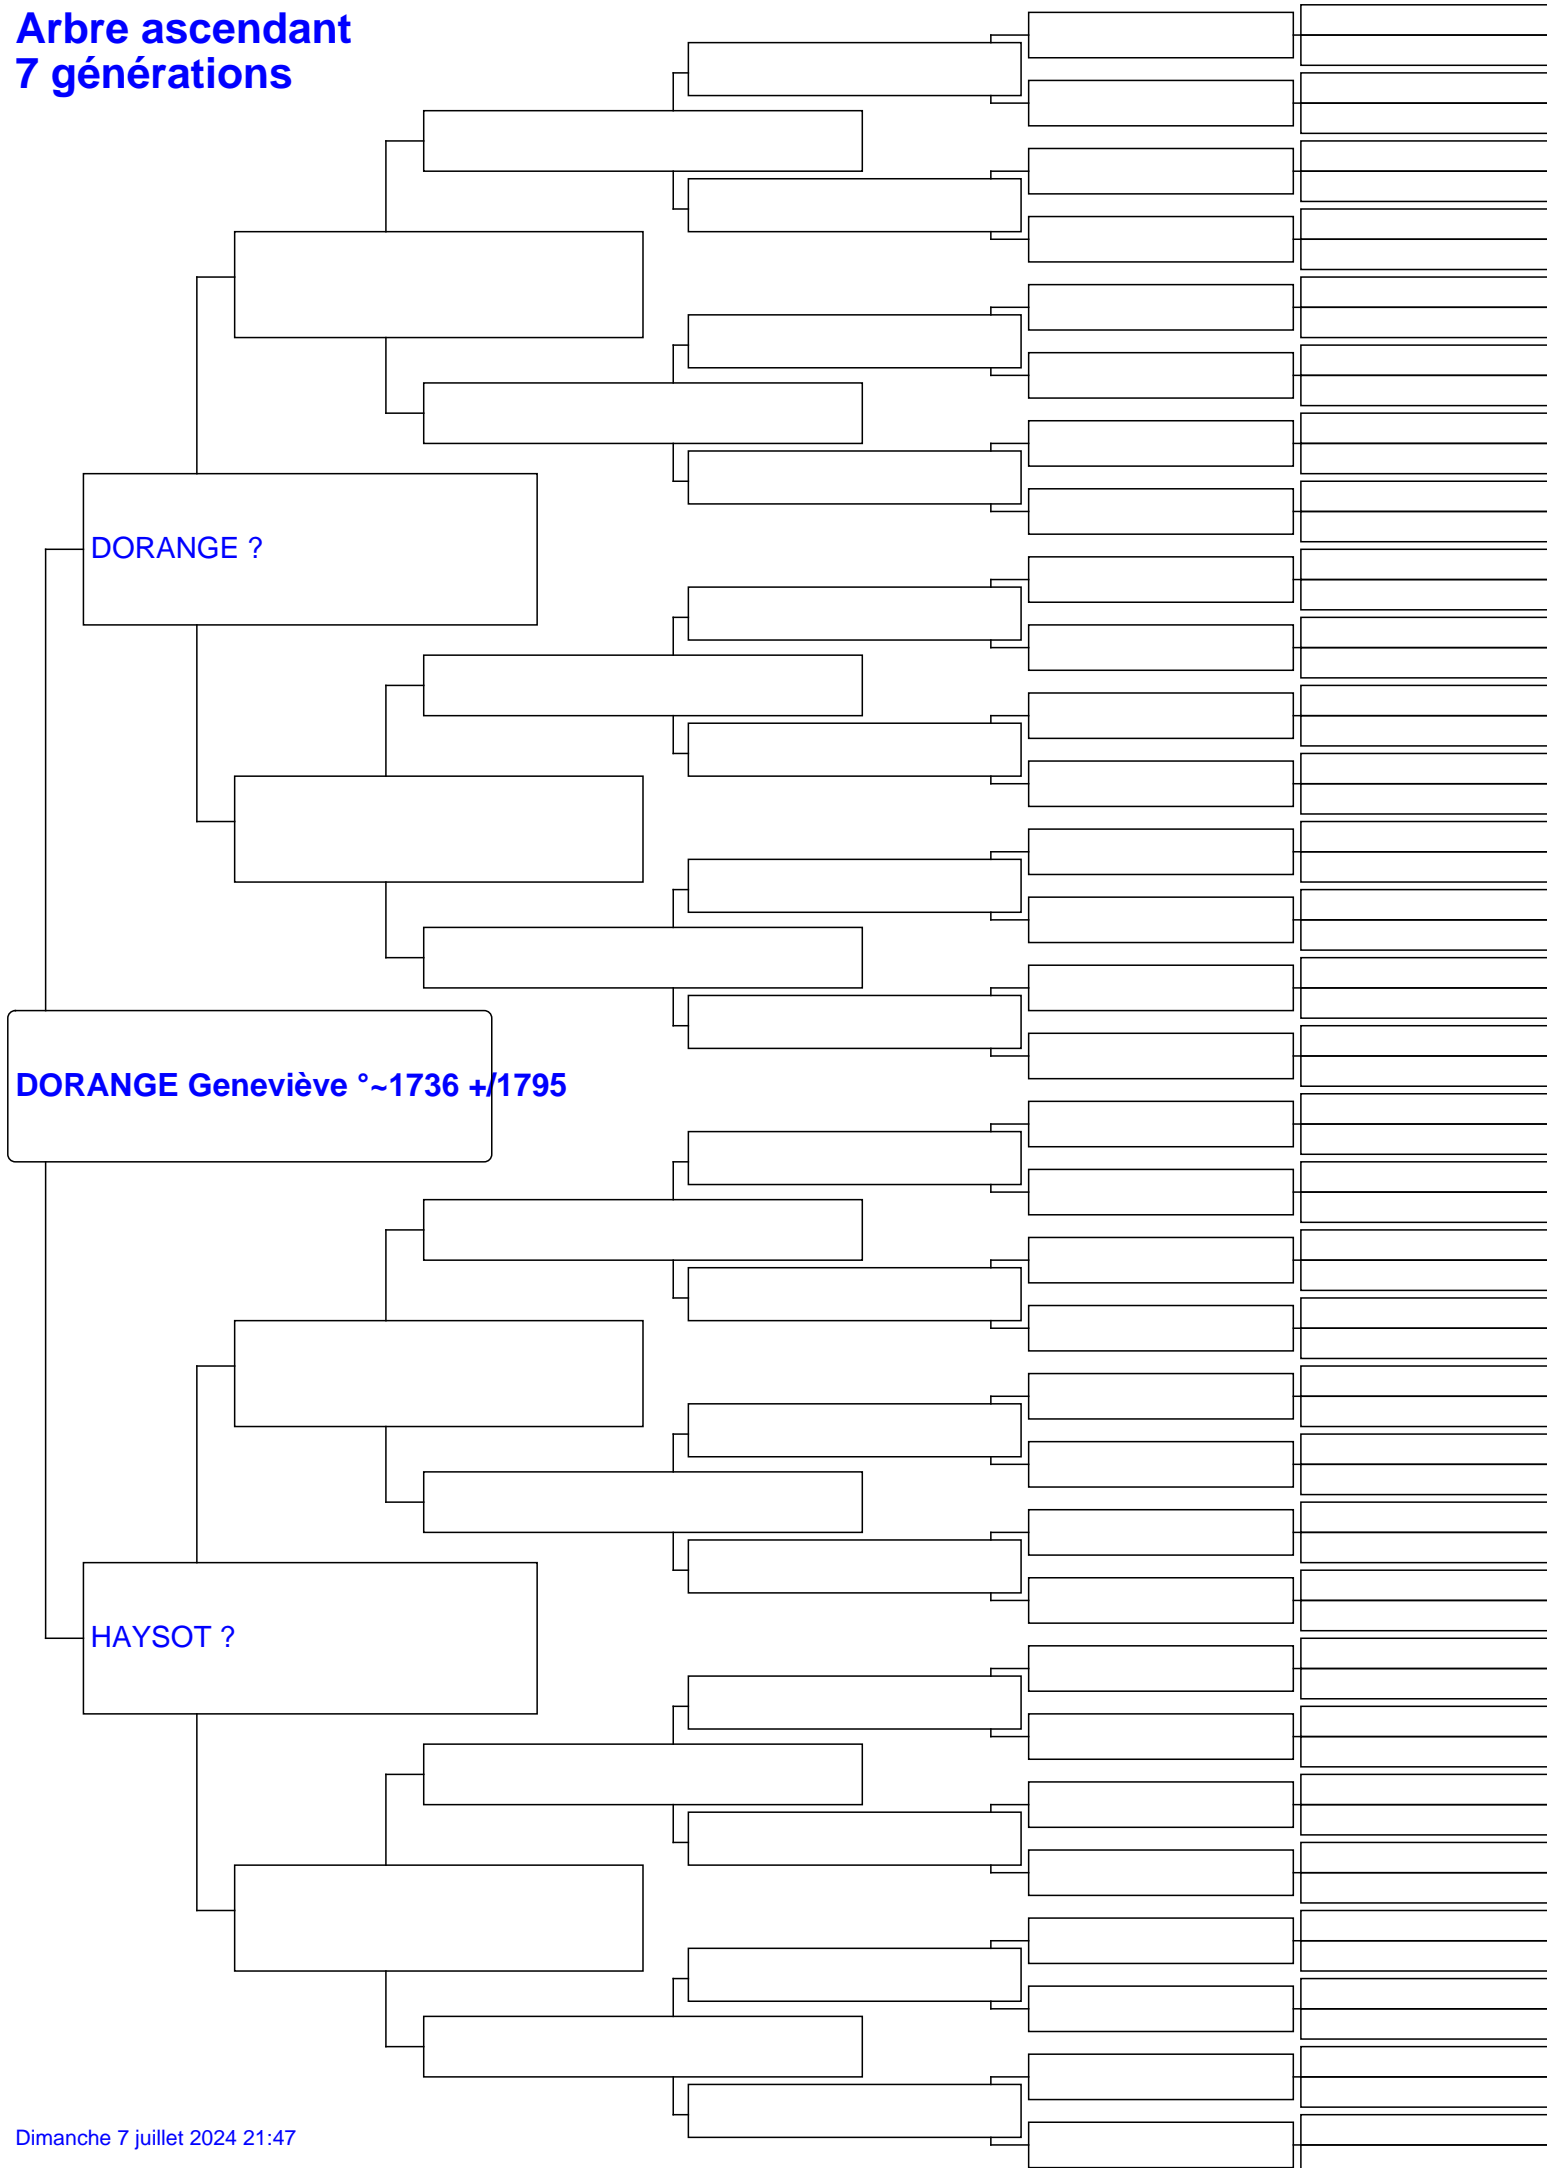 Arbre ascendant
7 générations
DORANGE ?
DORANGE Geneviève °~1736 +/1795
HAYSOT ?
Dimanche 7 juillet 2024 21:47